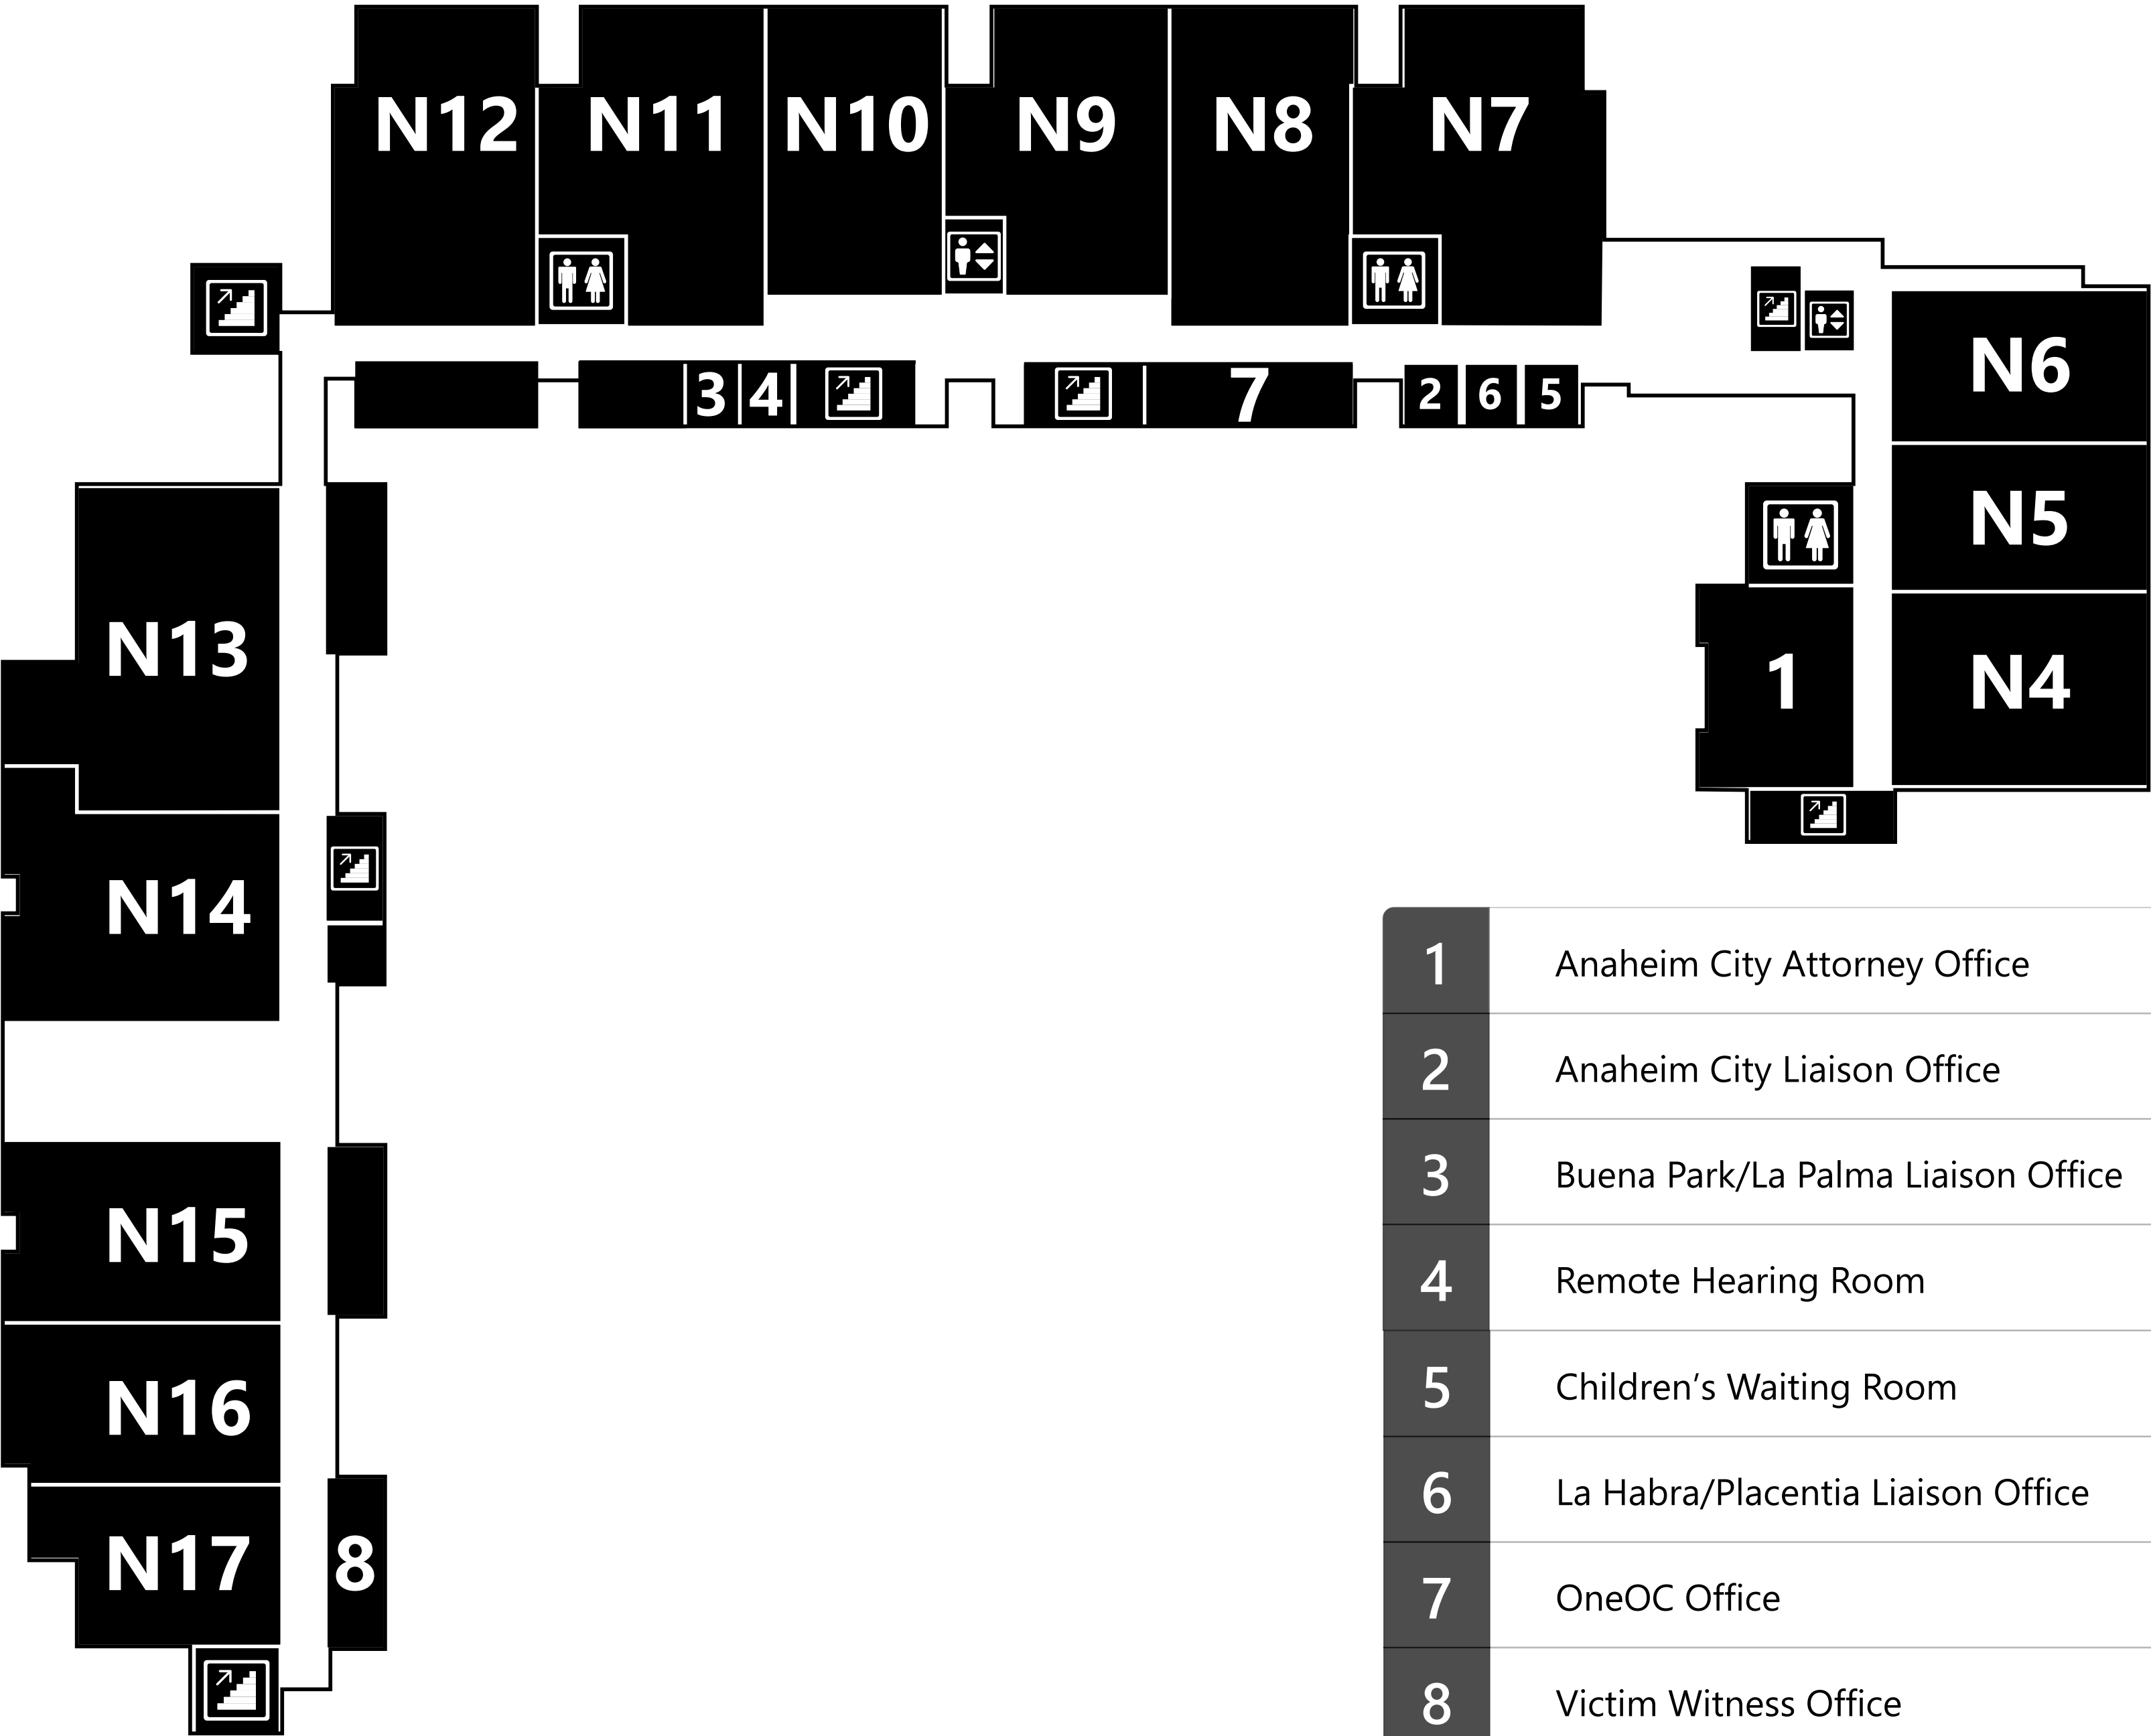 N12 N11 N10 N9 N8 N7
N6
3 4 7 2 6 5
N5
N13
1 N4
N14
1 Anaheim City Attorney Office
2 Anaheim City Liaison Office
3 Buena Park/La Palma Liaison Office
N15
4 Remote Hearing Room
N16
5 Children’s Waiting Room
6 La Habra/Placentia Liaison Office
N17 8
7 OneOC Office
8 Victim Witness Office